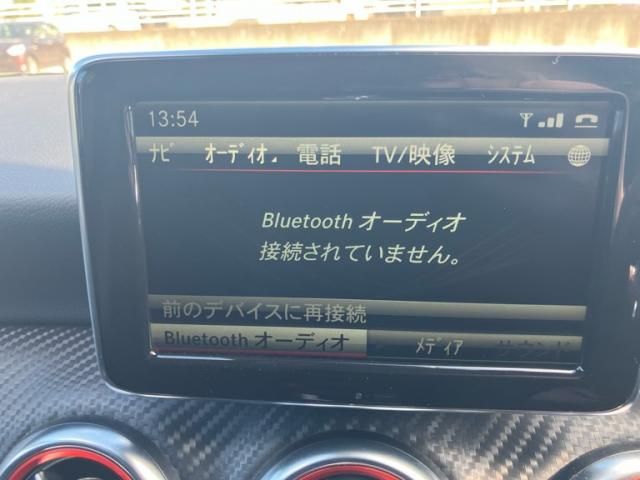 13:54
ナビ オーディオ 電話 TV/映像 システム
Bluetooth オーディオ
接続されていません。
前のデバイスに再接続
Bluetooth オーディオ メディア サウンド